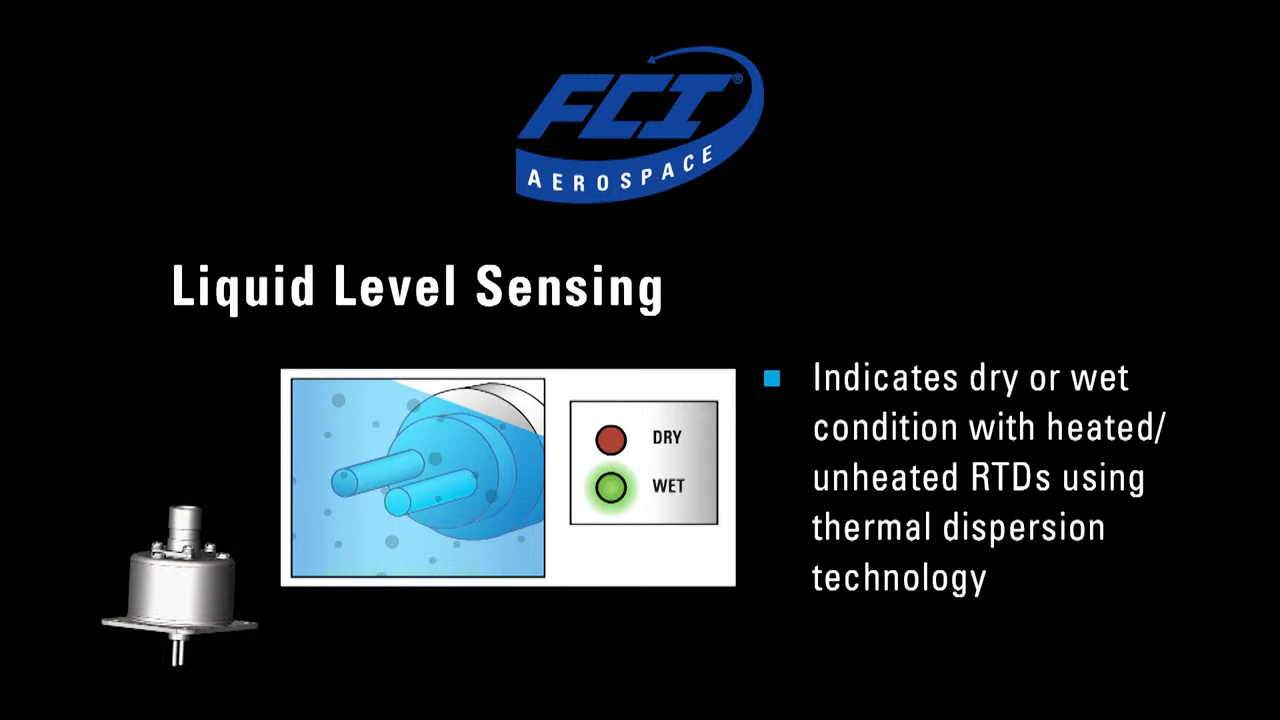 FCI®
AEROSPACE
Liquid Level Sensing
DRY
WET
Indicates dry or wet
condition with heated/
unheated RTDs using
thermal dispersion
technology